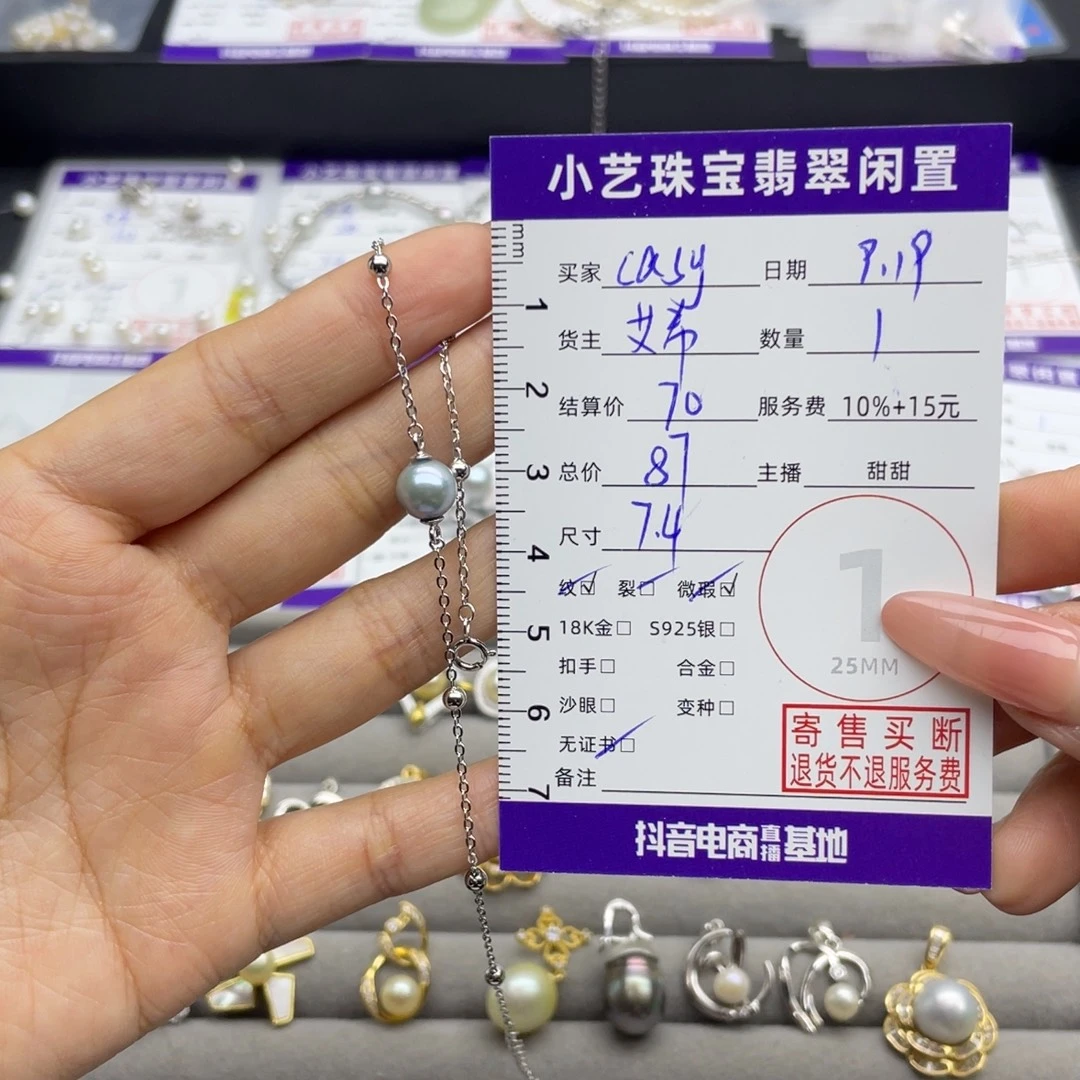 小艺珠宝翡翠闲置
mm
买家 casy 日期 9.19
1
货主 艾希 数量 1
2
结算价 70 服务费 10%+15元
3
总价 87 主播 甜甜
尺寸 7.4
4
纹☑ 裂☐ 微瑕☑
1
5
18K金☐ S925银☐
25MM
扣手☐ 合金☐
6
沙眼☐ 变种☐
寄售买断
无证书☐
退货不退服务费
备注
7
抖音电商直播基地